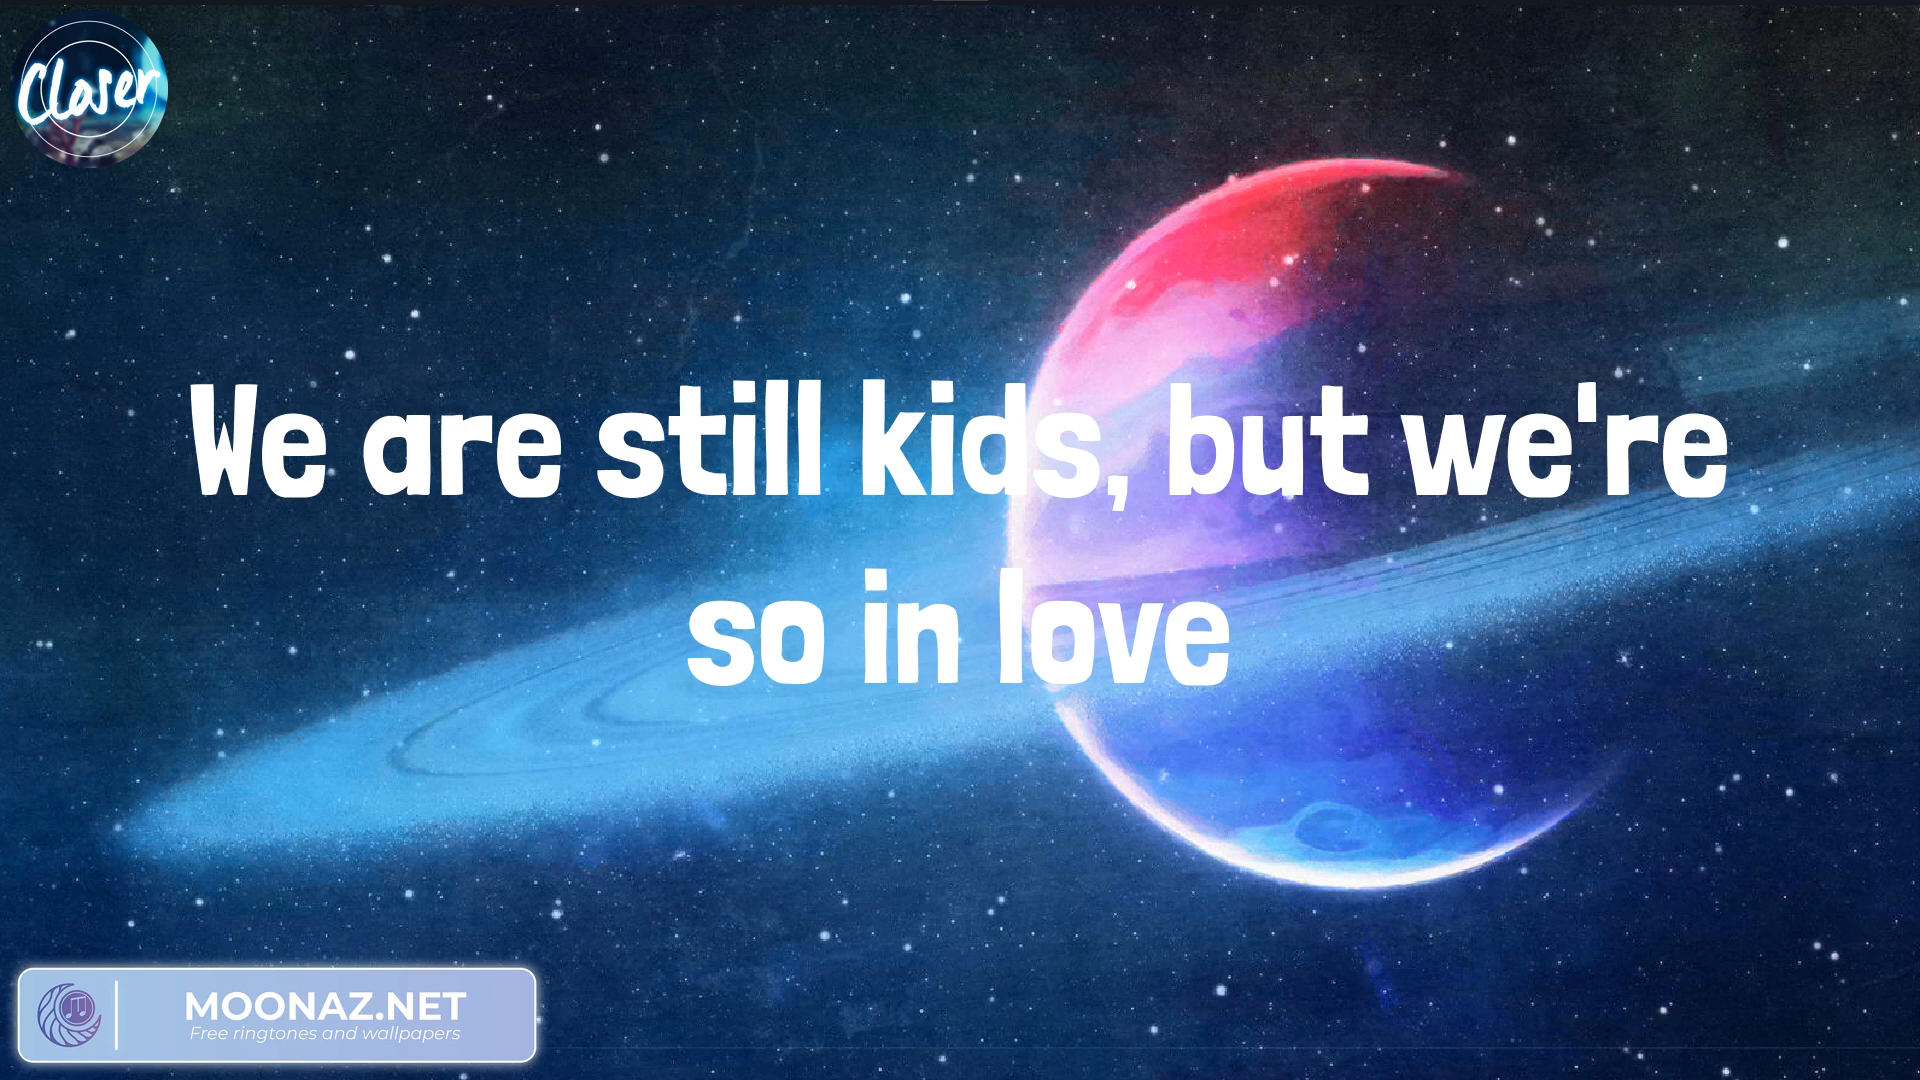 Closer
We are still kids, but we're
so in love
MOONAZ.NET
Free ringtones and wallpapers